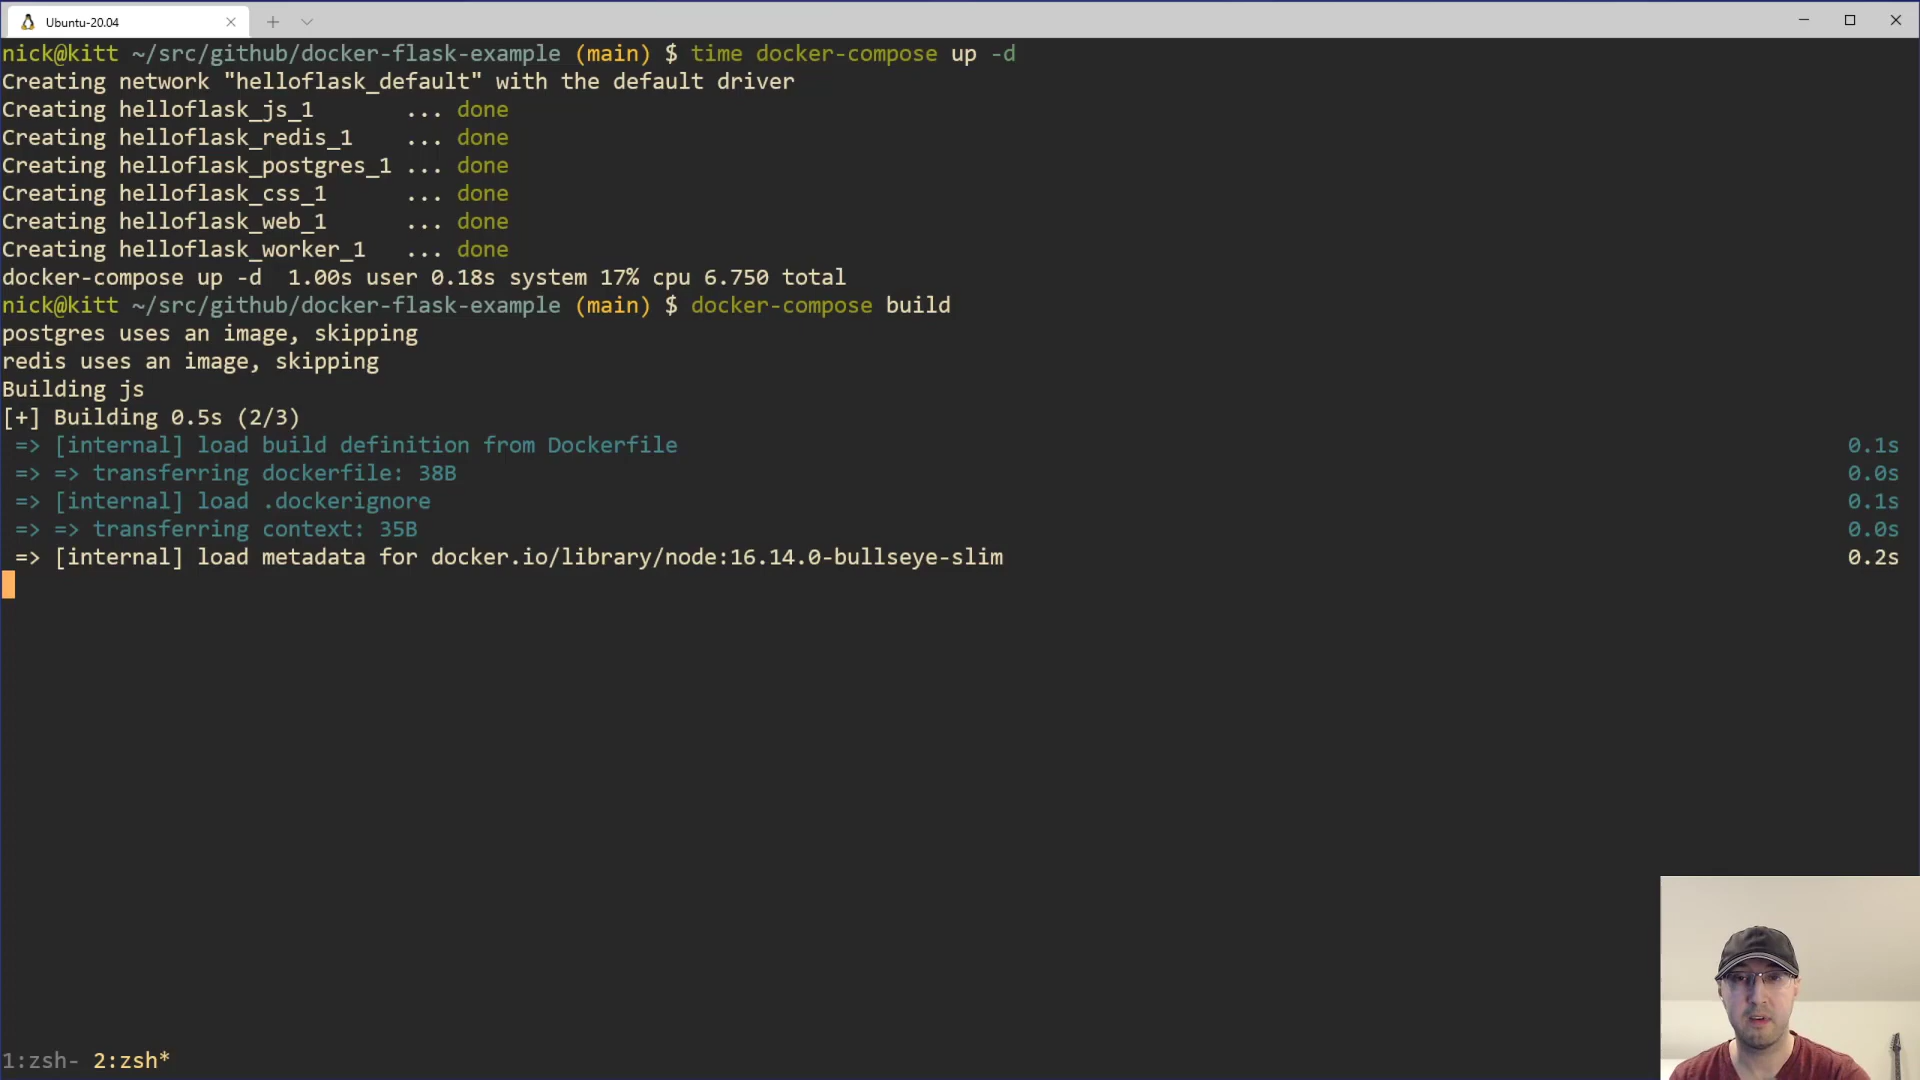 Ubuntu-20.04
nick@kitt ~/src/github/docker-flask-example (main) $ time docker-compose up -d
Creating network "helloflask_default" with the default driver
Creating helloflask_js_1       ... done
Creating helloflask_redis_1    ... done
Creating helloflask_postgres_1 ... done
Creating helloflask_css_1      ... done
Creating helloflask_web_1      ... done
Creating helloflask_worker_1   ... done
docker-compose up -d  1.00s user 0.18s system 17% cpu 6.750 total
nick@kitt ~/src/github/docker-flask-example (main) $ docker-compose build
postgres uses an image, skipping
redis uses an image, skipping
Building js
[+] Building 0.5s (2/3)
=> [internal] load build definition from Dockerfile 0.1s
=> => transferring dockerfile: 38B 0.0s
=> [internal] load .dockerignore 0.1s
=> => transferring context: 35B 0.0s
=> [internal] load metadata for docker.io/library/node:16.14.0-bullseye-slim 0.2s
1:zsh- 2:zsh*